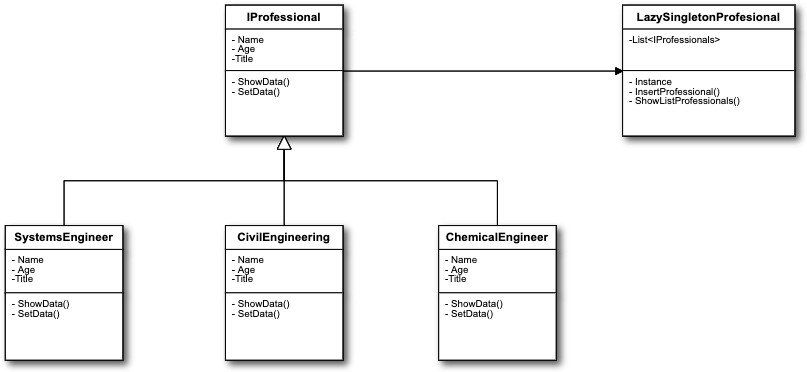 IProfessional
- Name
- Age
-Title
- ShowData()
- SetData()
LazySingletonProfesional
-List<IProfessionals>
- Instance
- InsertProfessional()
- ShowListProfessionals()
SystemsEngineer
- Name
- Age
-Title
- ShowData()
- SetData()
CivilEngineering
- Name
- Age
-Title
- ShowData()
- SetData()
ChemicalEngineer
- Name
- Age
-Title
- ShowData()
- SetData()